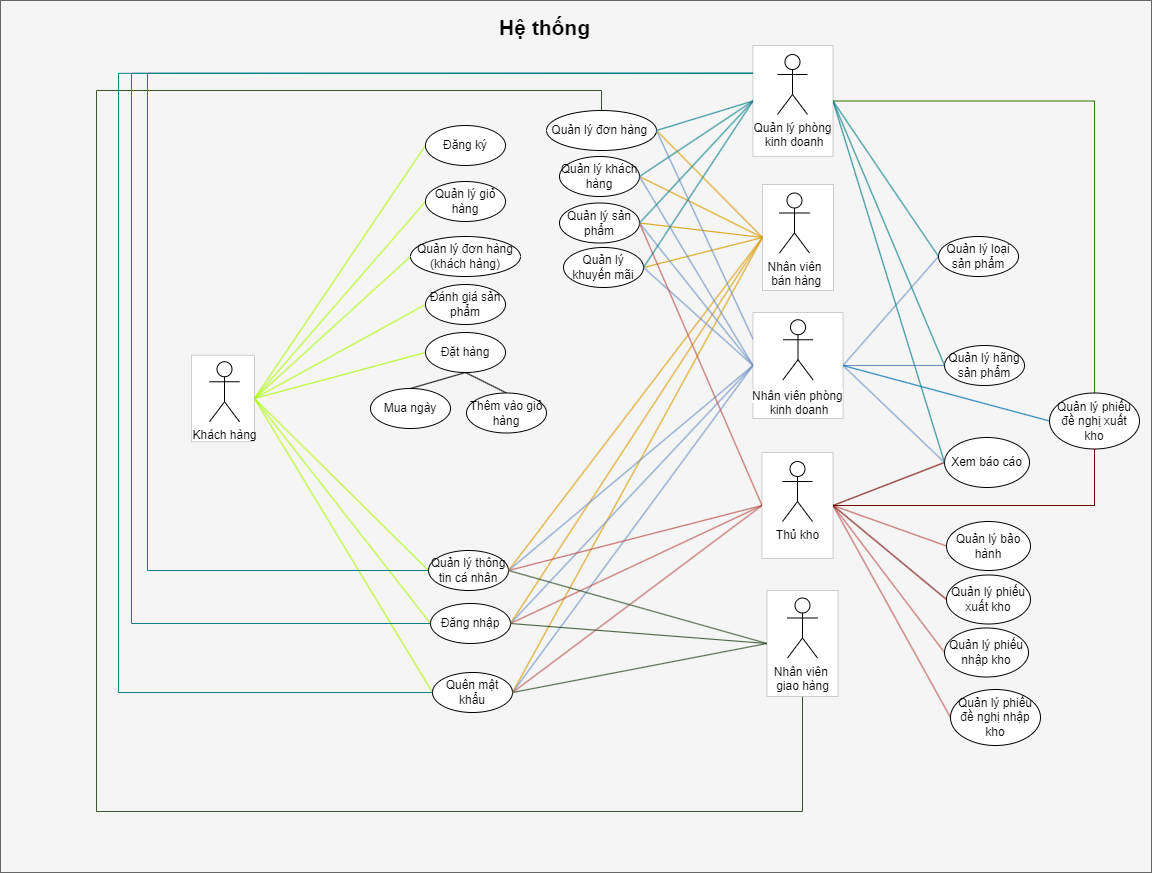 Hệ thống
Quản lý phòng
kinh doanh
Đăng ký
Quản lý đơn hàng
Quản lý khách
hàng
Quản lý giỏ
hàng
Quản lý sản
phẩm
Nhân viên
bán hàng
Quản lý đơn hàng
(khách hàng)
Quản lý
khuyến mãi
Quản lý loại
sản phẩm
Đánh giá sản
phẩm
Đặt hàng
Quản lý hãng
sản phẩm
Mua ngày
Thêm vào giỏ
hàng
Nhân viên phòng
kinh doanh
Quản lý phiếu
đề nghị xuất
kho
Khách hàng
Xem báo cáo
Thủ kho
Quản lý bảo
hành
Quản lý thông
tin cá nhân
Quản lý phiếu
xuất kho
Đăng nhập
Quản lý phiếu
nhập kho
Nhân viên
giao hàng
Quên mật
khẩu
Quản lý phiếu
đề nghị nhập
kho